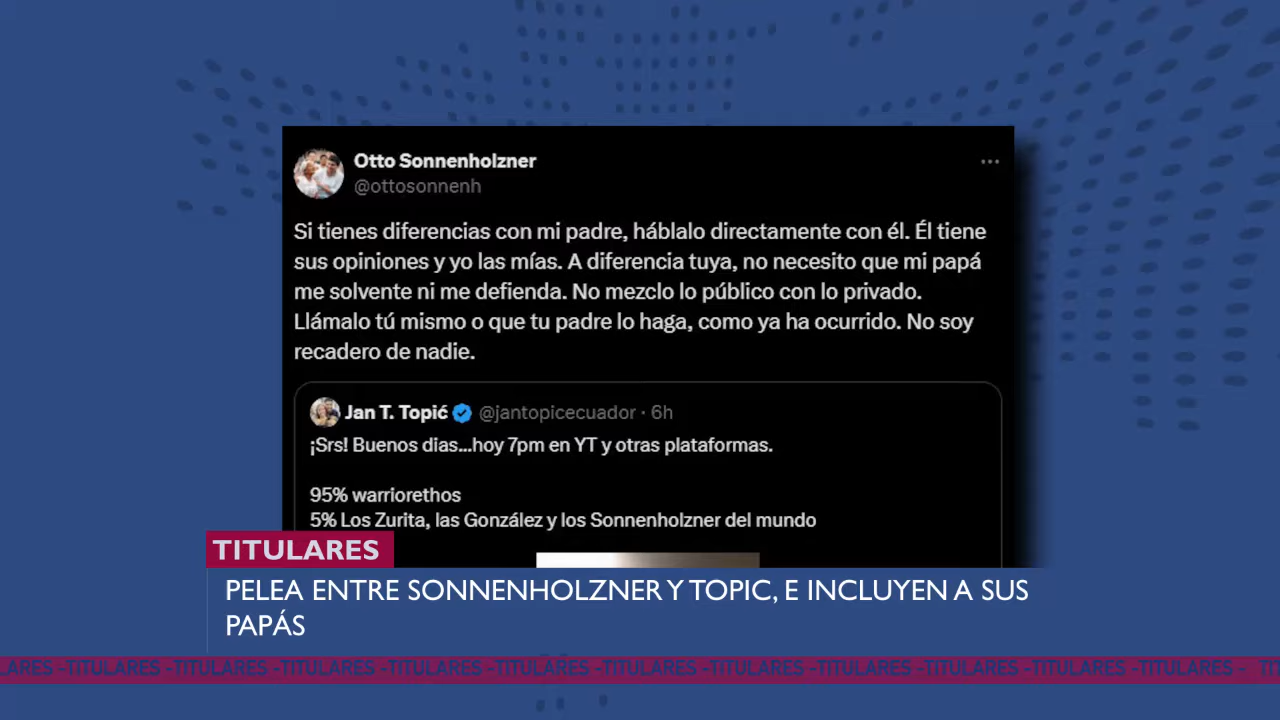 Otto Sonnenholzner
@ottosonnenh
Si tienes diferencias con mi padre, háblalo directamente con él. Él tiene
sus opiniones y yo las mías. A diferencia tuya, no necesito que mi papá
me solvente ni me defienda. No mezclo lo público con lo privado.
Llámalo tú mismo o que tu padre lo haga, como ya ha ocurrido. No soy
recadero de nadie.
Jan T. Topić @jantopicecuador · 6h
¡Srs! Buenos dias...hoy 7pm en YT y otras plataformas.
95% warriorethos
5% Los Zurita, las González y los Sonnenholzner del mundo
TITULARES
PELEA ENTRE SONNENHOLZNER Y TOPIC, E INCLUYEN A SUS
PAPÁS
LARES -TITULARES -TITULARES -TITULARES -TITULARES -TITULARES -TITULARES -TITULARES -TITULARES -TITULARES -TITULARES -TITULARES - TI